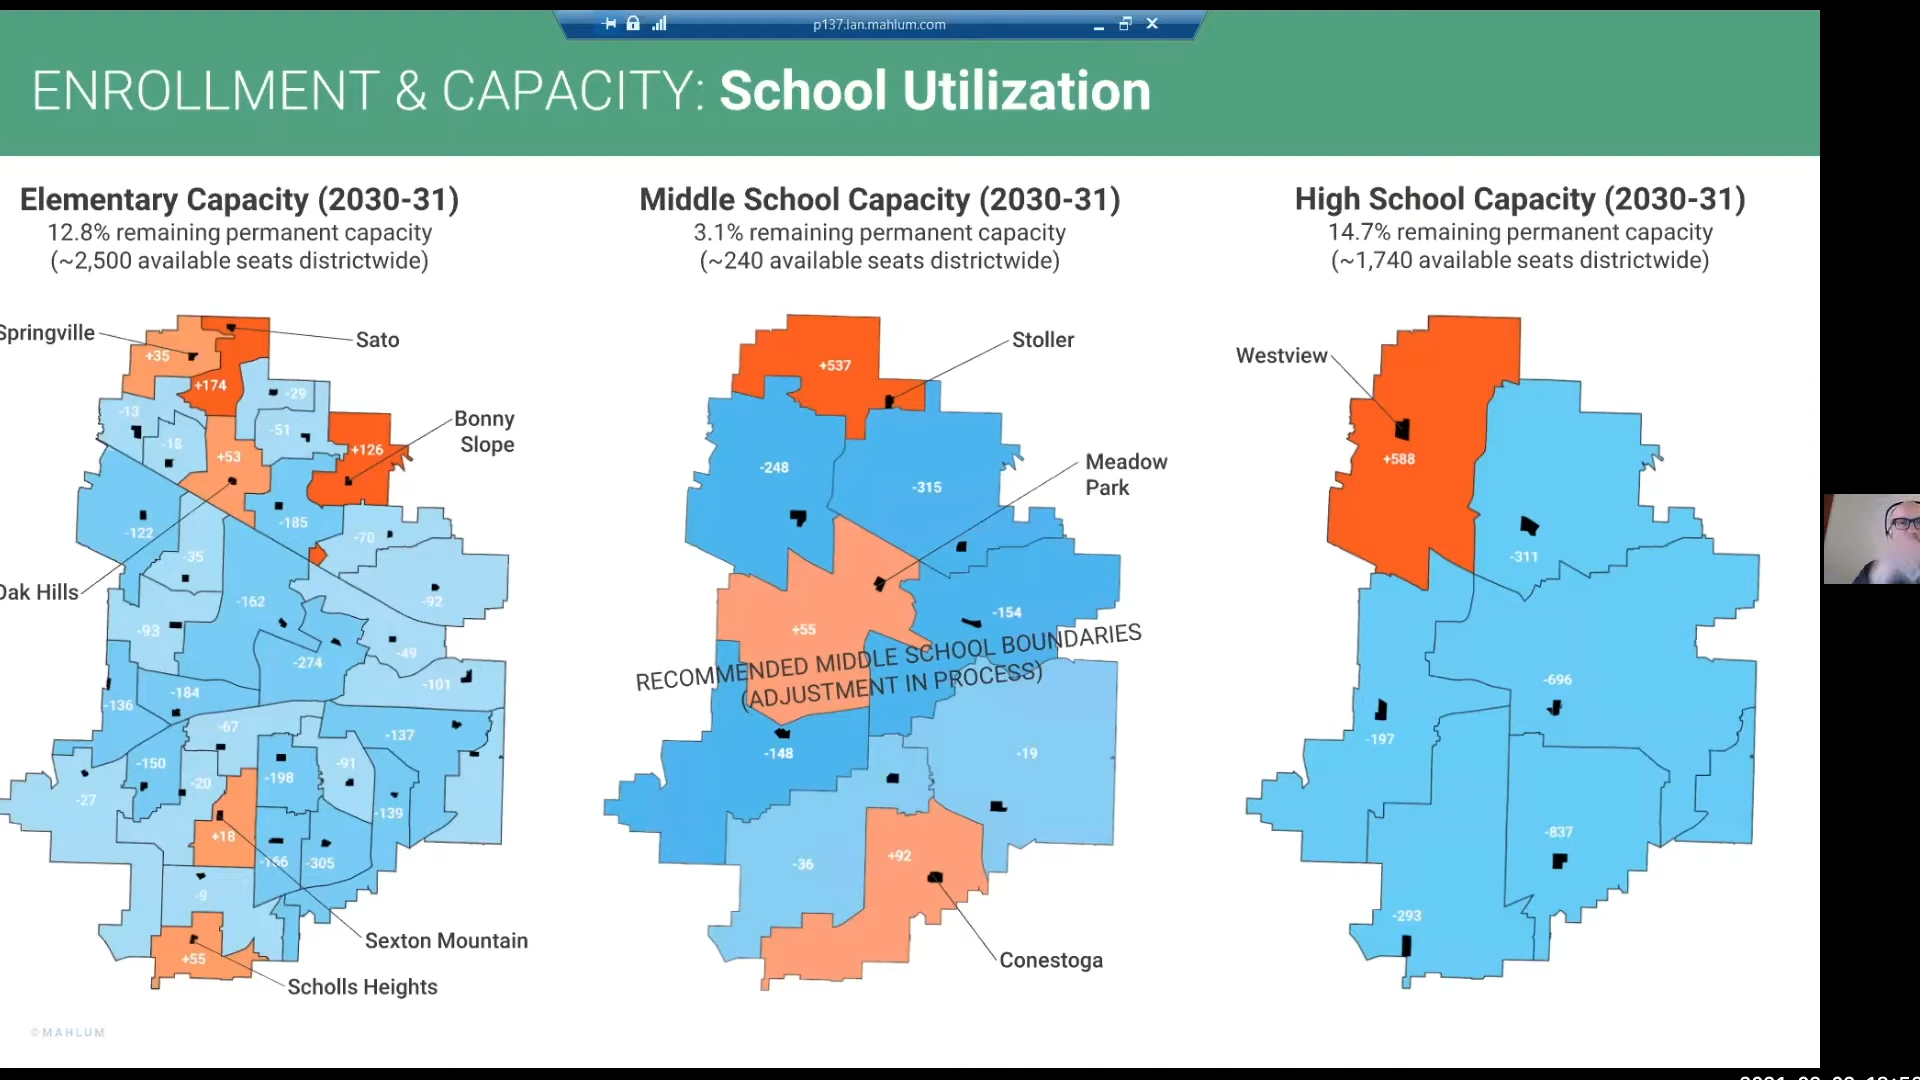 p137.lan.mahlum.com
ENROLLMENT & CAPACITY: School Utilization
Elementary Capacity (2030-31)
12.8% remaining permanent capacity
(~2,500 available seats districtwide)
Springville
Sato
+35
+174
-29
-13
Bonny
Slope
-51
-18
+126
+53
-185
-122
-70
-35
Oak Hills
-162
-92
-93
-49
-274
-101
-184
-136
-67
-137
-150
-91
-198
-20
-27
-139
+18
-166
-305
-9
Sexton Mountain
+55
Scholls Heights
Middle School Capacity (2030-31)
3.1% remaining permanent capacity
(~240 available seats districtwide)
Stoller
+537
Meadow
Park
-248
-315
-154
+55
RECOMMENDED MIDDLE SCHOOL BOUNDARIES
(ADJUSTMENT IN PROCESS)
-148
-19
-36
+92
Conestoga
High School Capacity (2030-31)
14.7% remaining permanent capacity
(~1,740 available seats districtwide)
Westview
+588
-311
-696
-197
-837
-293
© MAHLUM